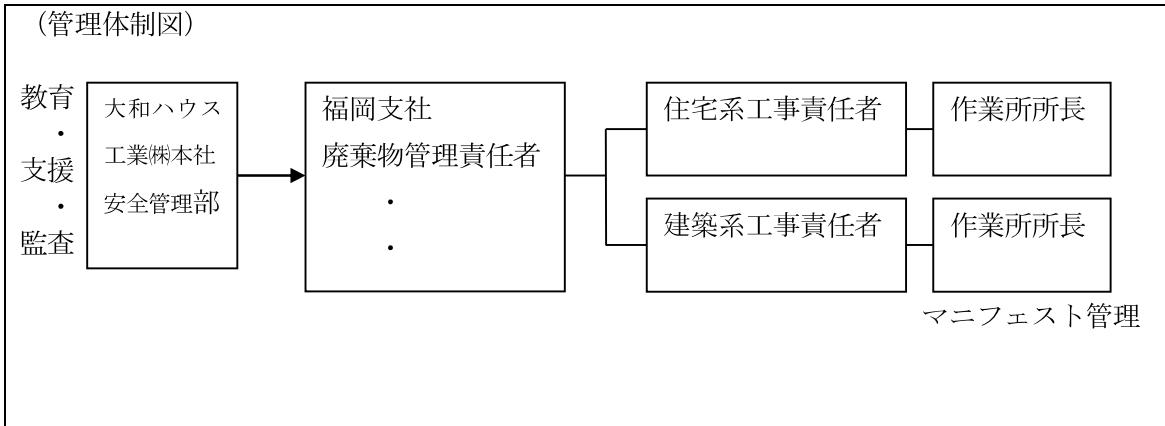 （管理体制図）
教育
・
支援
・
監査
大和ハウス
工業㈱本社
安全管理部
福岡支社
廃棄物管理責任者
・
・
住宅系工事責任者
作業所所長
建築系工事責任者
作業所所長
マニフェスト管理